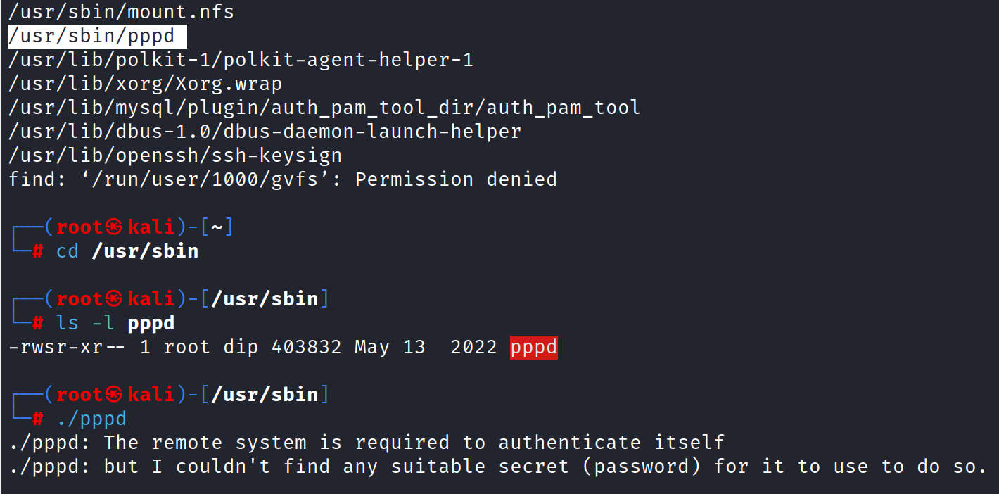 /usr/sbin/mount.nfs
/usr/sbin/pppd
/usr/lib/polkit-1/polkit-agent-helper-1
/usr/lib/xorg/Xorg.wrap
/usr/lib/mysql/plugin/auth_pam_tool_dir/auth_pam_tool
/usr/lib/dbus-1.0/dbus-daemon-launch-helper
/usr/lib/openssh/ssh-keysign
find: ‘/run/user/1000/gvfs’: Permission denied
┌──(root㉿kali)-[~]
└─# cd /usr/sbin
┌──(root㉿kali)-[/usr/sbin]
└─# ls -l pppd
-rwsr-xr-- 1 root dip 403832 May 13  2022 pppd
┌──(root㉿kali)-[/usr/sbin]
└─# ./pppd
./pppd: The remote system is required to authenticate itself
./pppd: but I couldn't find any suitable secret (password) for it to use to do so.